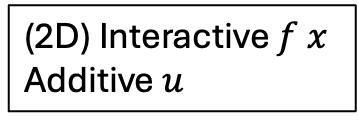 (2D) Interactive 𝑓 𝑥
Additive 𝑢